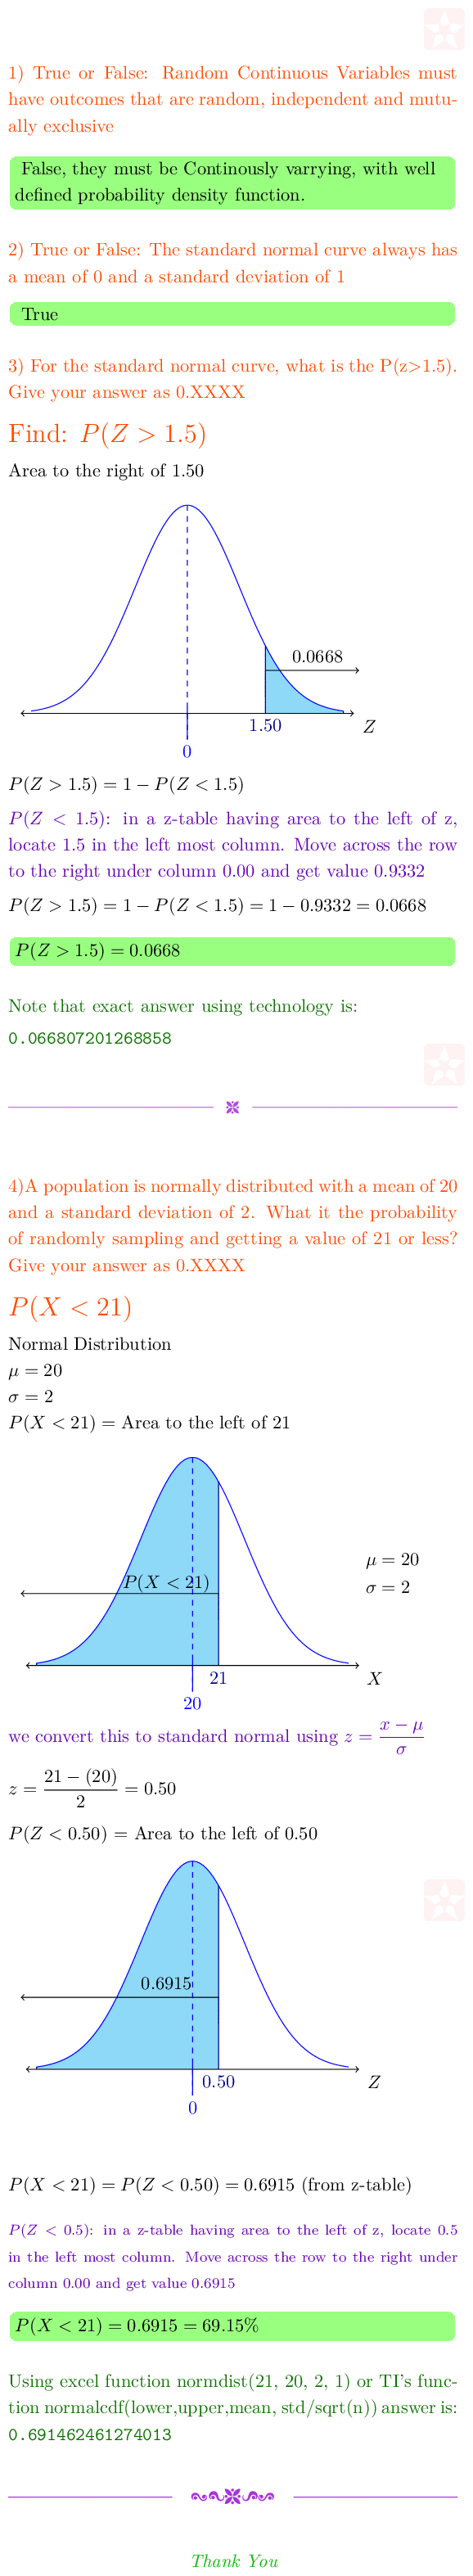 1) True or False: Random Continuous Variables must
have outcomes that are random, independent and mutu-
ally exclusive
False, they must be Continously varrying, with well
defined probability density function.
2) True or False: The standard normal curve always has
a mean of 0 and a standard deviation of 1
True
3) For the standard normal curve, what is the P(z>1.5).
Give your answer as 0.XXXX
Find: P(Z > 1.5)
Area to the right of 1.50
0.0668
1.50
Z
0
P(Z > 1.5) = 1 − P(Z < 1.5)
P(Z < 1.5): in a z-table having area to the left of z,
locate 1.5 in the left most column. Move across the row
to the right under column 0.00 and get value 0.9332
P(Z > 1.5) = 1 − P(Z < 1.5) = 1 − 0.9332 = 0.0668
P(Z > 1.5) = 0.0668
Note that exact answer using technology is:
0.066807201268858
4)A population is normally distributed with a mean of 20
and a standard deviation of 2. What it the probability
of randomly sampling and getting a value of 21 or less?
Give your answer as 0.XXXX
P(X < 21)
Normal Distribution
μ = 20
σ = 2
P(X < 21) = Area to the left of 21
μ = 20
P(X < 21)
σ = 2
21
X
20
we convert this to standard normal using z = (x − μ)/σ
z = (21 − (20))/2 = 0.50
P(Z < 0.50) = Area to the left of 0.50
0.6915
0.50
Z
0
P(X < 21) = P(Z < 0.50) = 0.6915 (from z-table)
P(Z < 0.5): in a z-table having area to the left of z, locate 0.5
in the left most column. Move across the row to the right under
column 0.00 and get value 0.6915
P(X < 21) = 0.6915 = 69.15%
Using excel function normdist(21, 20, 2, 1) or TI's func-
tion normalcdf(lower,upper,mean, std/sqrt(n)) answer is:
0.691462461274013
Thank You